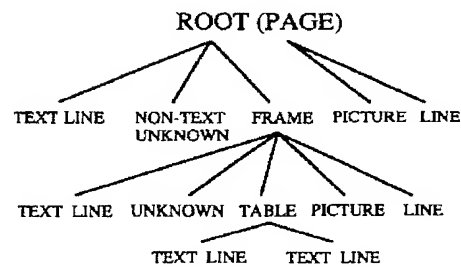 ROOT (PAGE)
TEXT LINE NON-TEXT UNKNOWN FRAME PICTURE LINE
TEXT LINE UNKNOWN TABLE PICTURE LINE
TEXT LINE TEXT LINE